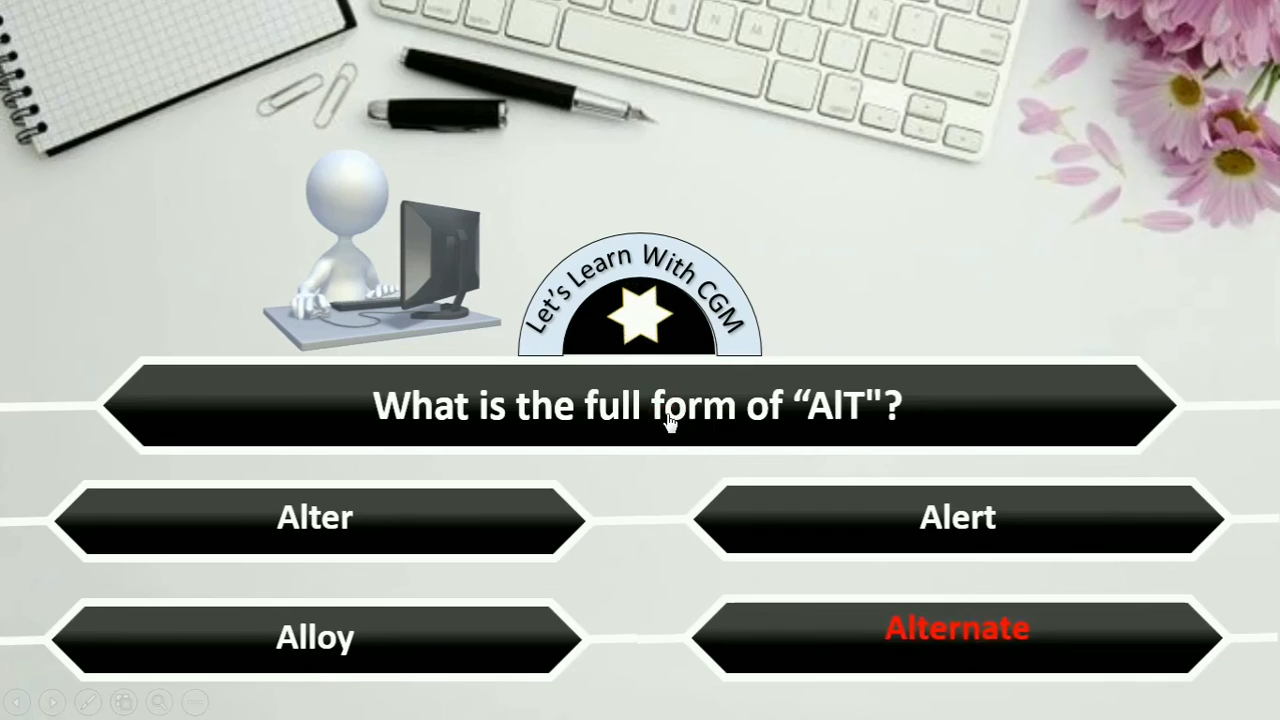 Let's Learn With CGM
What is the full form of “AlT"?
Alter
Alert
Alloy
Alternate